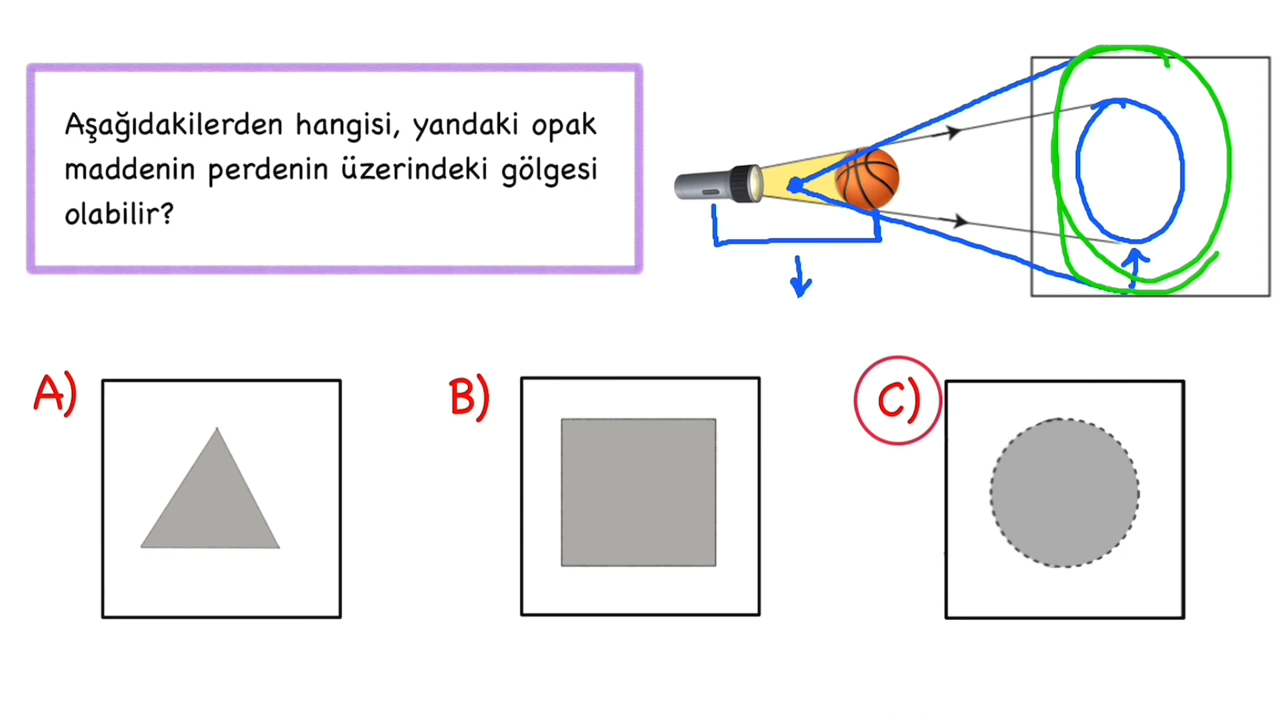 Aşağıdakilerden hangisi, yandaki opak
maddenin perdenin üzerindeki gölgesi
olabilir?
A)
B)
C)